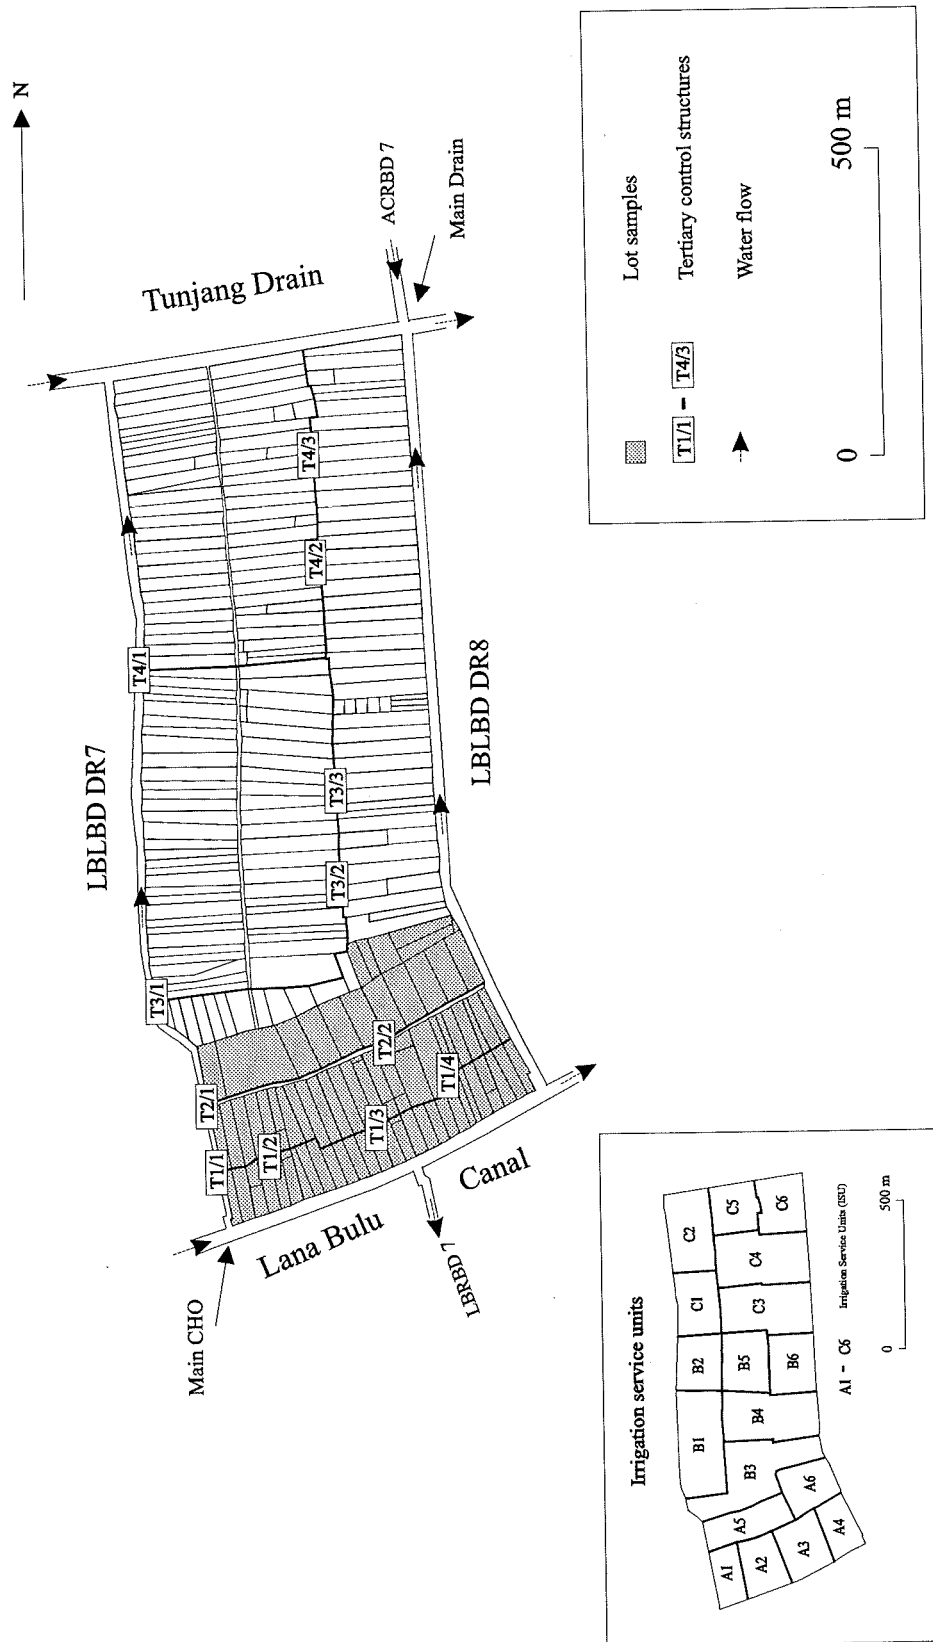 N
Tunjang Drain
ACRBD 7
Main Drain
LBLBD DR7
LBLBD DR8
T4/3
T4/2
T4/1
T3/3
T3/2
T3/1
T2/2
T2/1
T1/4
T1/3
T1/2
T1/1
Lana Bulu
Canal
LBRBD 7
Main CHO
Lot samples
T1/1 – T4/3
Tertiary control structures
Water flow
0
500 m
Irrigation service units
A1
A2
A3
A4
A5
A6
B1
B2
B3
B4
B5
B6
C1
C2
C3
C4
C5
C6
A1 – C6
Irrigation Service Units (ISU)
0
500 m